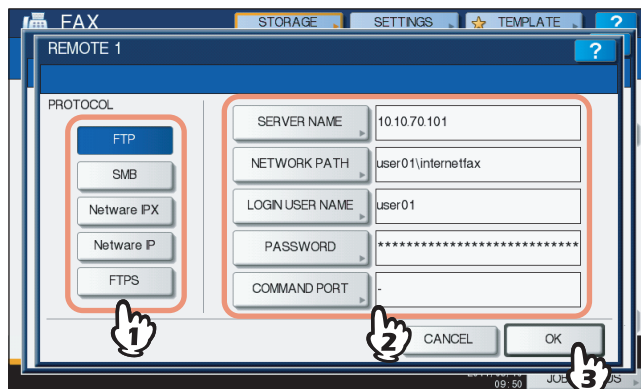 FAX STORAGE SETTINGS TEMPLATE ?
REMOTE 1 ?
PROTOCOL
FTP
SMB
Netware IPX
Netware IP
FTPS
SERVER NAME 10.10.70.101
NETWORK PATH user01\internetfax
LOGIN USER NAME user01
PASSWORD ****************************
COMMAND PORT -
1
2
CANCEL OK
3
09:50